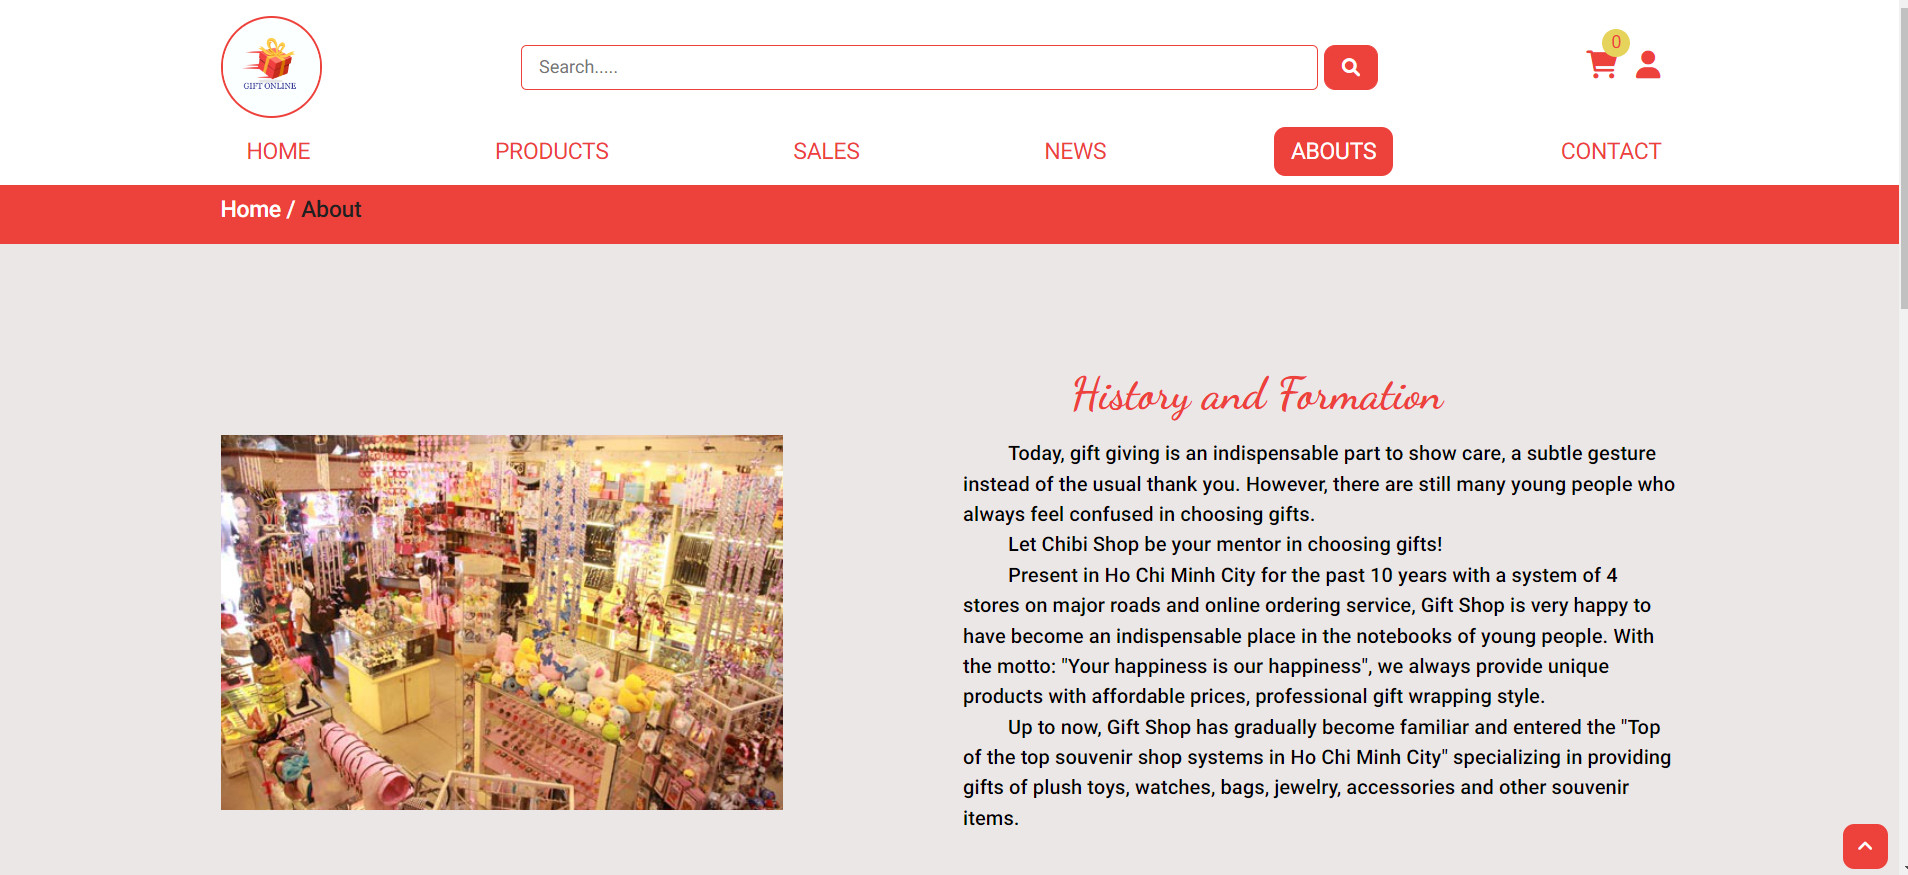 GIFT ONLINE
Search.....
0
HOME
PRODUCTS
SALES
NEWS
ABOUTS
CONTACT
Home / About
History and Formation
Today, gift giving is an indispensable part to show care, a subtle gesture
instead of the usual thank you. However, there are still many young people who
always feel confused in choosing gifts.
Let Chibi Shop be your mentor in choosing gifts!
Present in Ho Chi Minh City for the past 10 years with a system of 4
stores on major roads and online ordering service, Gift Shop is very happy to
have become an indispensable place in the notebooks of young people. With
the motto: "Your happiness is our happiness", we always provide unique
products with affordable prices, professional gift wrapping style.
Up to now, Gift Shop has gradually become familiar and entered the "Top
of the top souvenir shop systems in Ho Chi Minh City" specializing in providing
gifts of plush toys, watches, bags, jewelry, accessories and other souvenir
items.